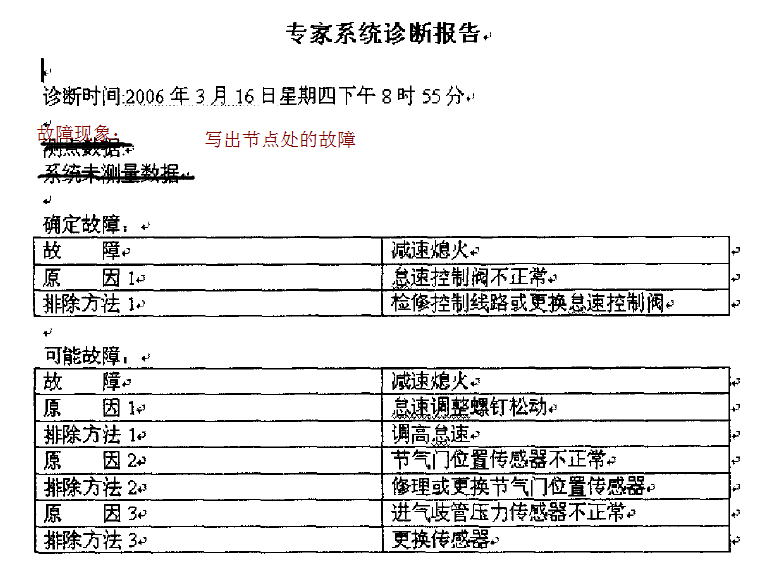 专家系统诊断报告
诊断时间:2006年3月16日星期四下午8时55分
故障现象： 写出节点处的故障
测点数据:
系统未测量数据
确定故障：
故 障 减速熄火
原 因1 怠速控制阀不正常
排除方法1 检修控制线路或更换怠速控制阀
可能故障：
故 障 减速熄火
原 因1 怠速调整螺钉松动
排除方法1 调高怠速
原 因2 节气门位置传感器不正常
排除方法2 修理或更换节气门位置传感器
原 因3 进气歧管压力传感器不正常
排除方法3 更换传感器